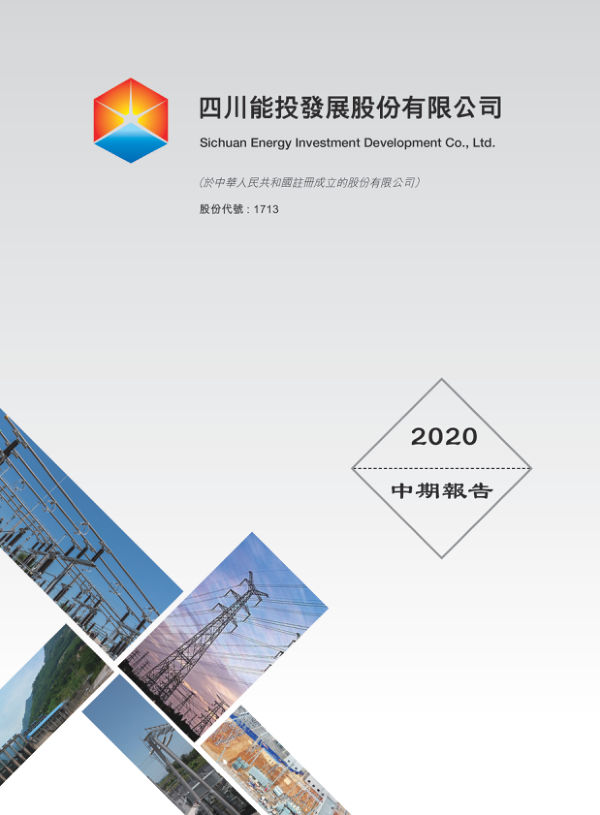 四川能投發展股份有限公司
Sichuan Energy Investment Development Co., Ltd.
(於中華人民共和國註冊成立的股份有限公司)
股份代號：1713
2020
中期報告